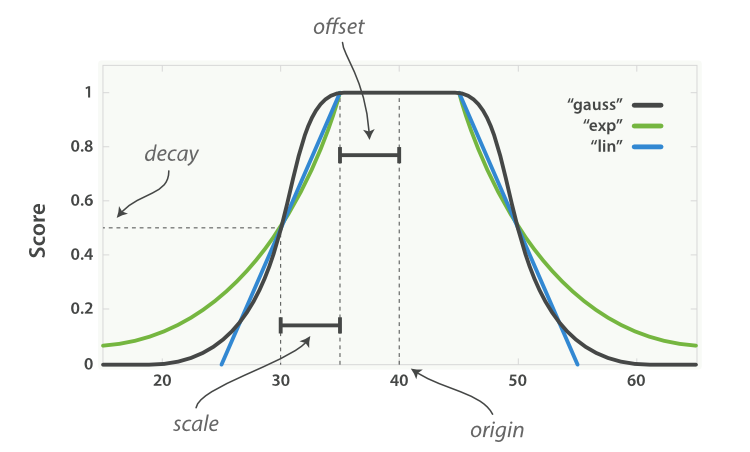 offset
1
0.8
0.6
0.4
0.2
0
Score
decay
“gauss”
“exp”
“lin”
20
30
40
50
60
scale
origin